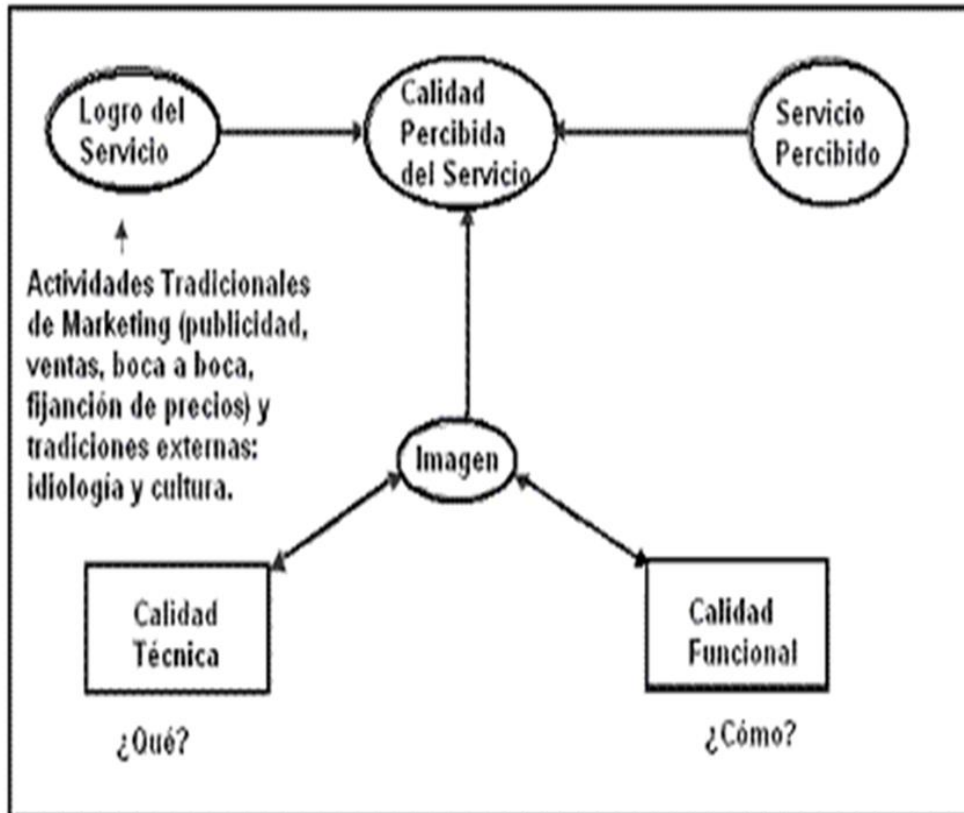 Logro del
Servicio
Calidad
Percibida
del Servicio
Servicio
Percibido
Actividades Tradicionales
de Marketing (publicidad,
ventas, boca a boca,
fijanción de precios) y
tradiciones externas:
idiología y cultura.
Imagen
Calidad
Técnica
Calidad
Funcional
¿Qué?
¿Cómo?